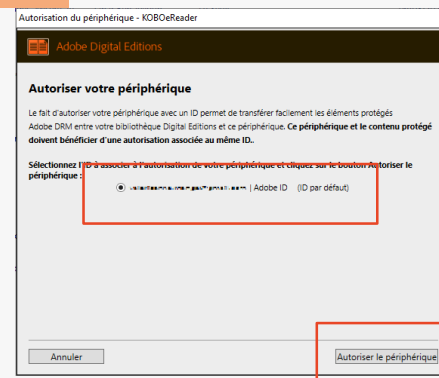 Autorisation du périphérique - KOBOeReader
Adobe Digital Editions
Autoriser votre périphérique
Le fait d'autoriser votre périphérique avec un ID permet de transférer facilement les éléments protégés
Adobe DRM entre votre bibliothèque Digital Editions et ce périphérique. Ce périphérique et le contenu protégé
doivent bénéficier d'une autorisation associée au même ID..
Sélectionnez l'ID à associer à l'autorisation de votre périphérique et cliquez sur le bouton Autoriser le
périphérique :
| Adobe ID (ID par défaut)
Annuler
Autoriser le périphérique